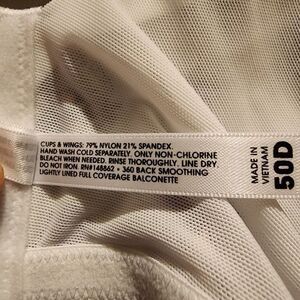 CUPS & WINGS: 79% NYLON 21% SPANDEX.
HAND WASH COLD SEPARATELY. ONLY NON-CHLORINE
BLEACH WHEN NEEDED. RINSE THOROUGHLY. LINE DRY.
DO NOT IRON. RN#148862 • 360 BACK SMOOTHING
LIGHTLY LINED FULL COVERAGE BALCONETTE
MADE IN
VIETNAM
50D